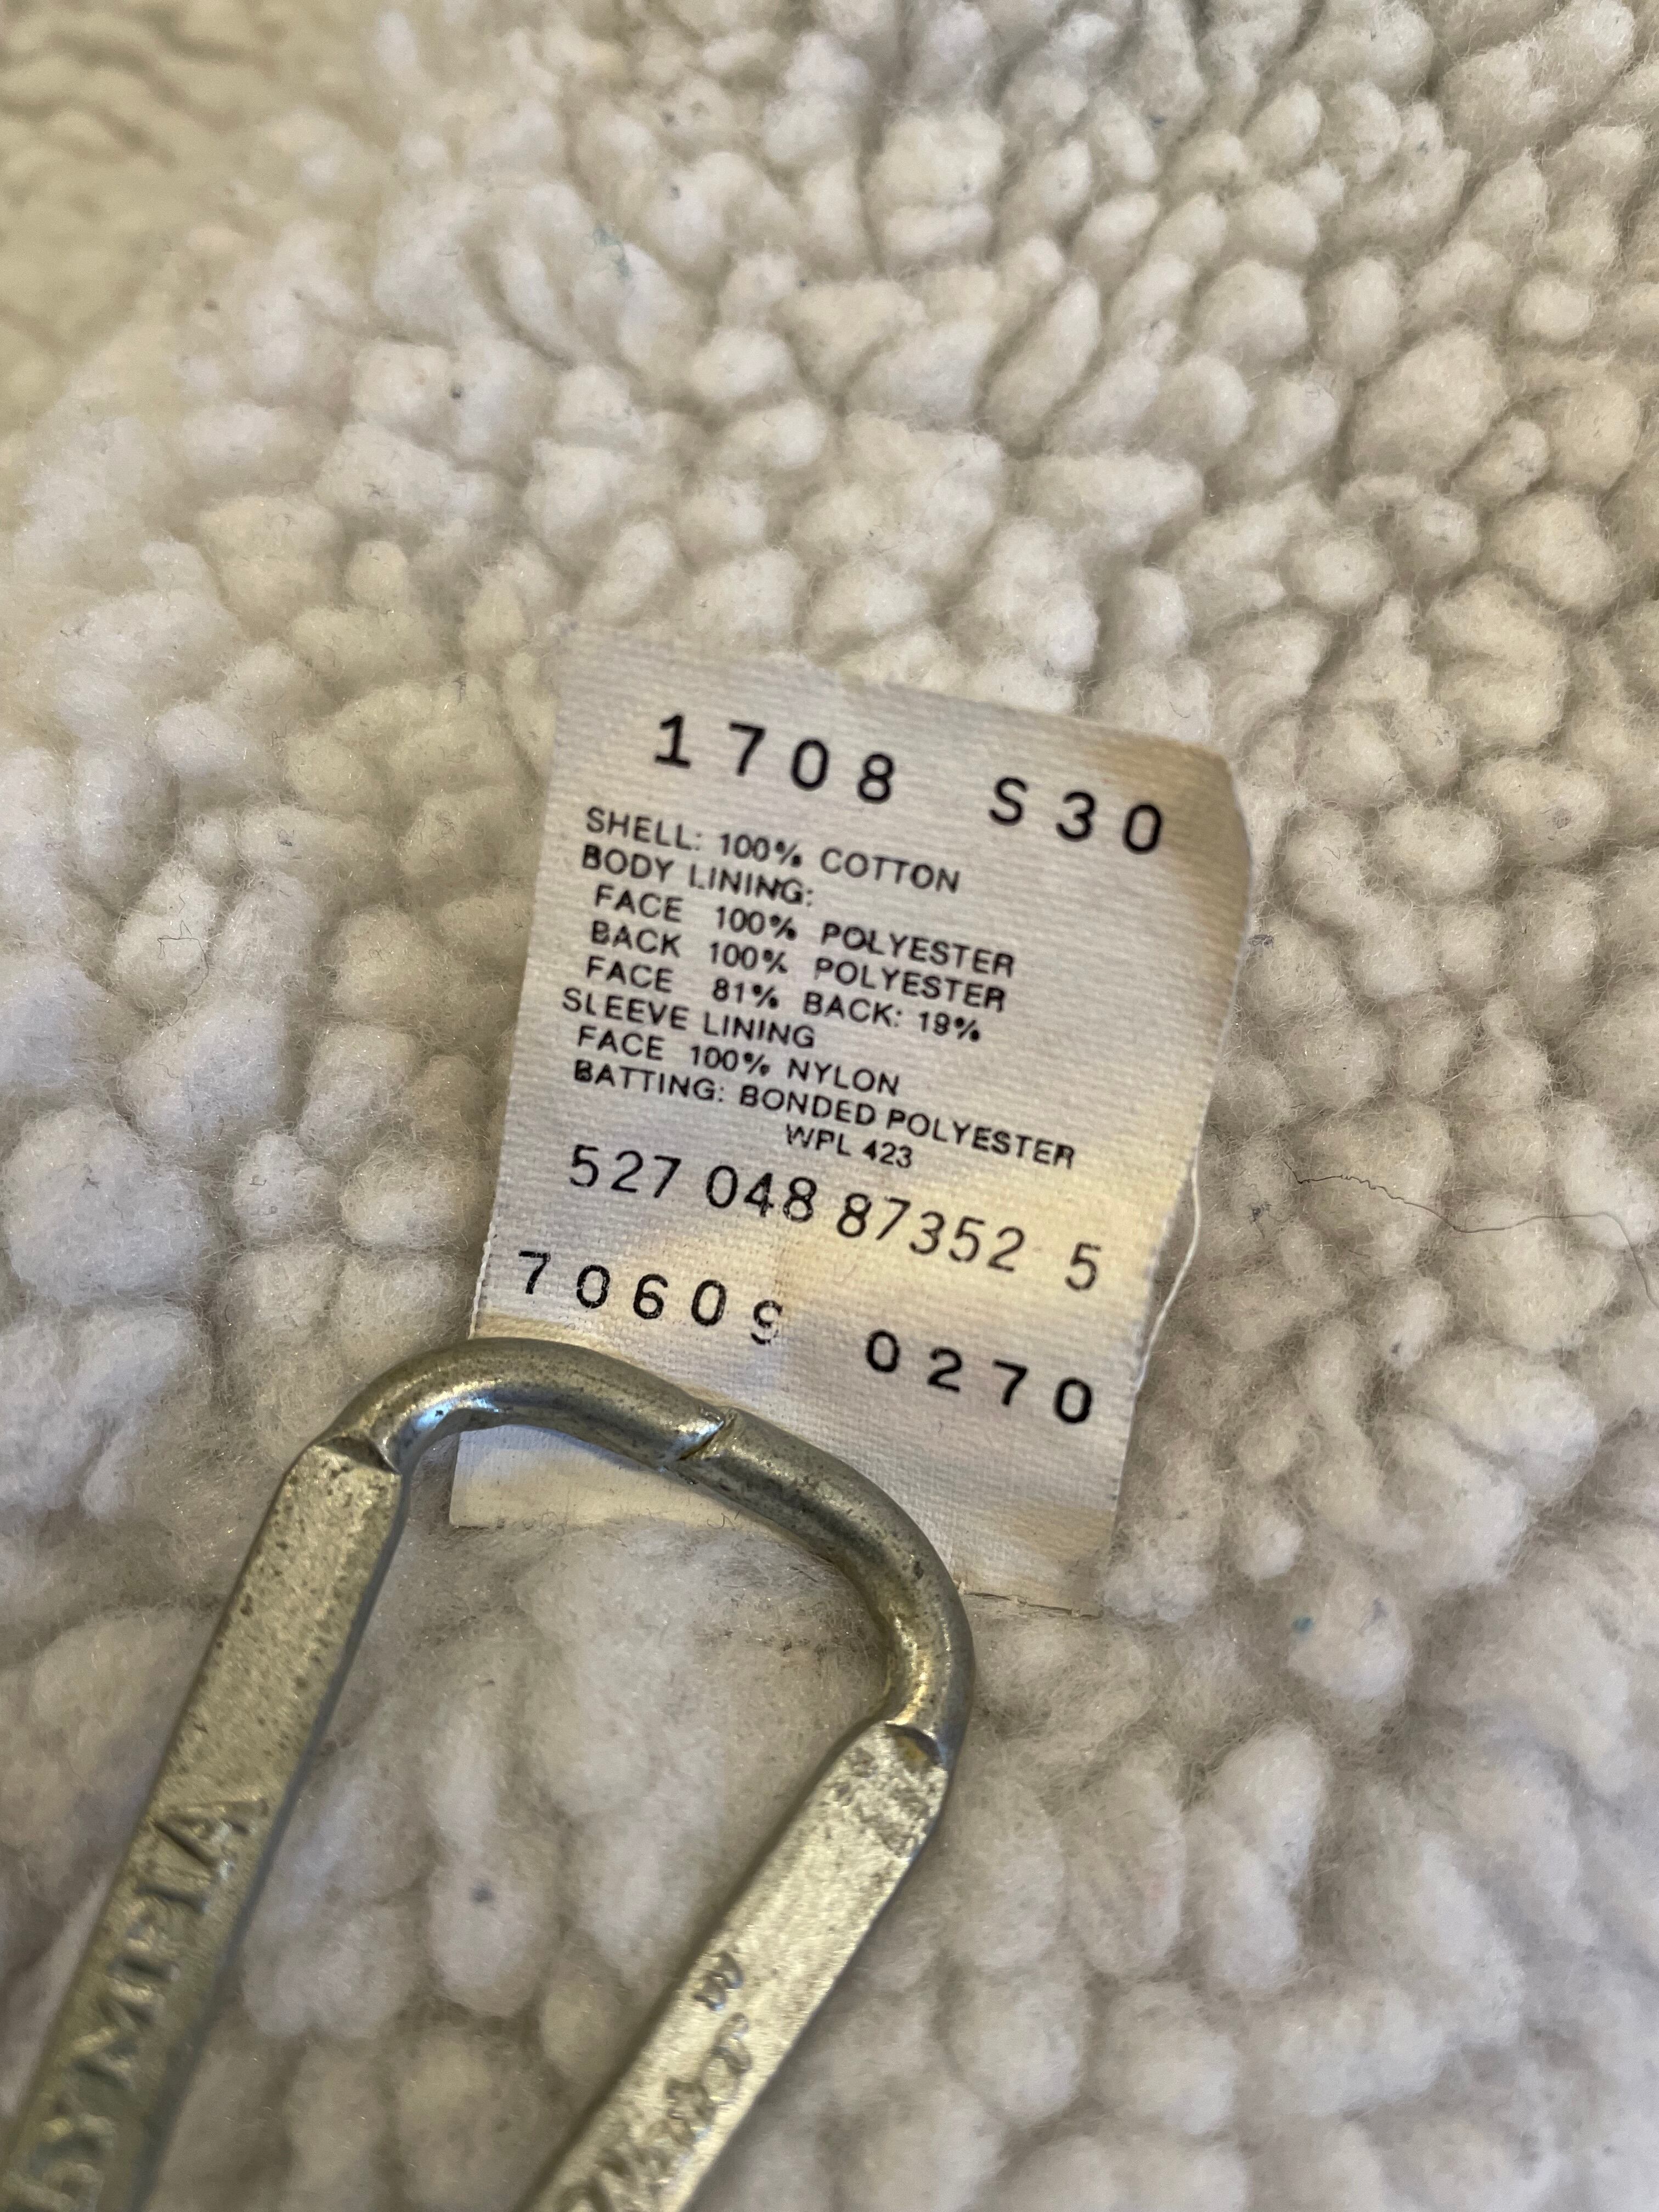 1708 S30
SHELL: 100% COTTON
BODY LINING:
FACE 100% POLYESTER
BACK 100% POLYESTER
FACE 81% BACK: 19%
SLEEVE LINING
FACE 100% NYLON
BATTING: BONDED POLYESTER
WPL 423
527 048 87352 5
70609 0270